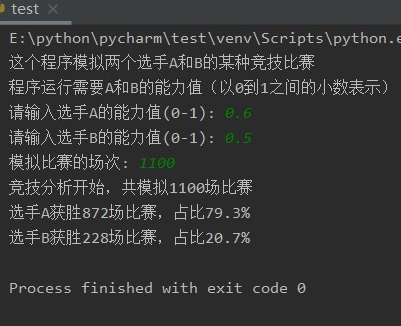 test
E:\python\pycharm\test\venv\Scripts\python.e
这个程序模拟两个选手A和B的某种竞技比赛
程序运行需要A和B的能力值（以0到1之间的小数表示）
请输入选手A的能力值(0-1): 0.6
请输入选手B的能力值(0-1): 0.5
模拟比赛的场次: 1100
竞技分析开始，共模拟1100场比赛
选手A获胜872场比赛，占比79.3%
选手B获胜228场比赛，占比20.7%
Process finished with exit code 0